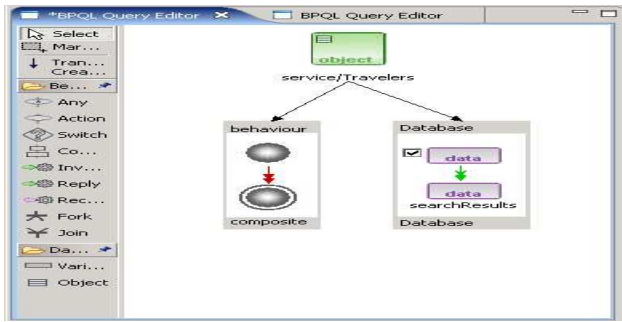 *BPQL Query Editor
BPQL Query Editor
Select
Mar...
Tran...
Crea...
Be...
Any
Action
Switch
Co...
Inv...
Reply
Rec...
Fork
Join
Da...
Vari...
Object
object
service/Travelers
behaviour
composite
Database
data
data
searchResults
Database